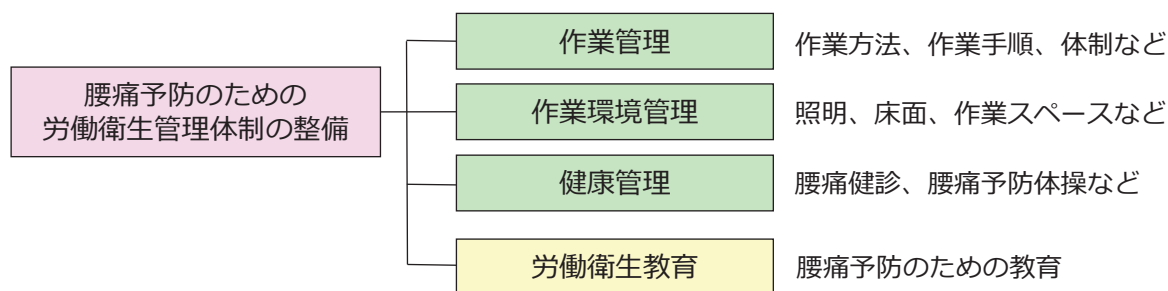 腰痛予防のための
労働衛生管理体制の整備
作業管理
作業方法、作業手順、体制など
作業環境管理
照明、床面、作業スペースなど
健康管理
腰痛健診、腰痛予防体操など
労働衛生教育
腰痛予防のための教育